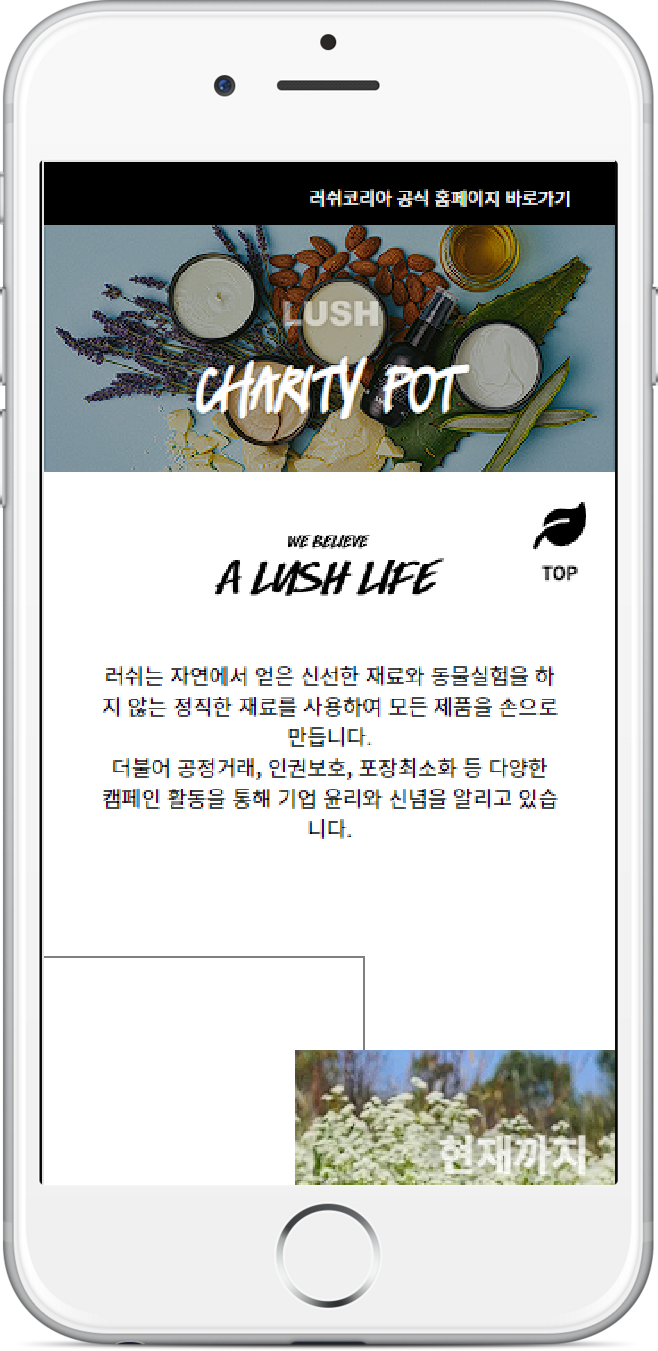 러쉬코리아 공식 홈페이지 바로가기
LUSH
CHARITY POT
WE BELIEVE
A LUSH LIFE
TOP
러쉬는 자연에서 얻은 신선한 재료와 동물실험을 하
지 않는 정직한 재료를 사용하여 모든 제품을 손으로
만듭니다.
더불어 공정거래, 인권보호, 포장최소화 등 다양한
캠페인 활동을 통해 기업 윤리와 신념을 알리고 있습
니다.
현재까지